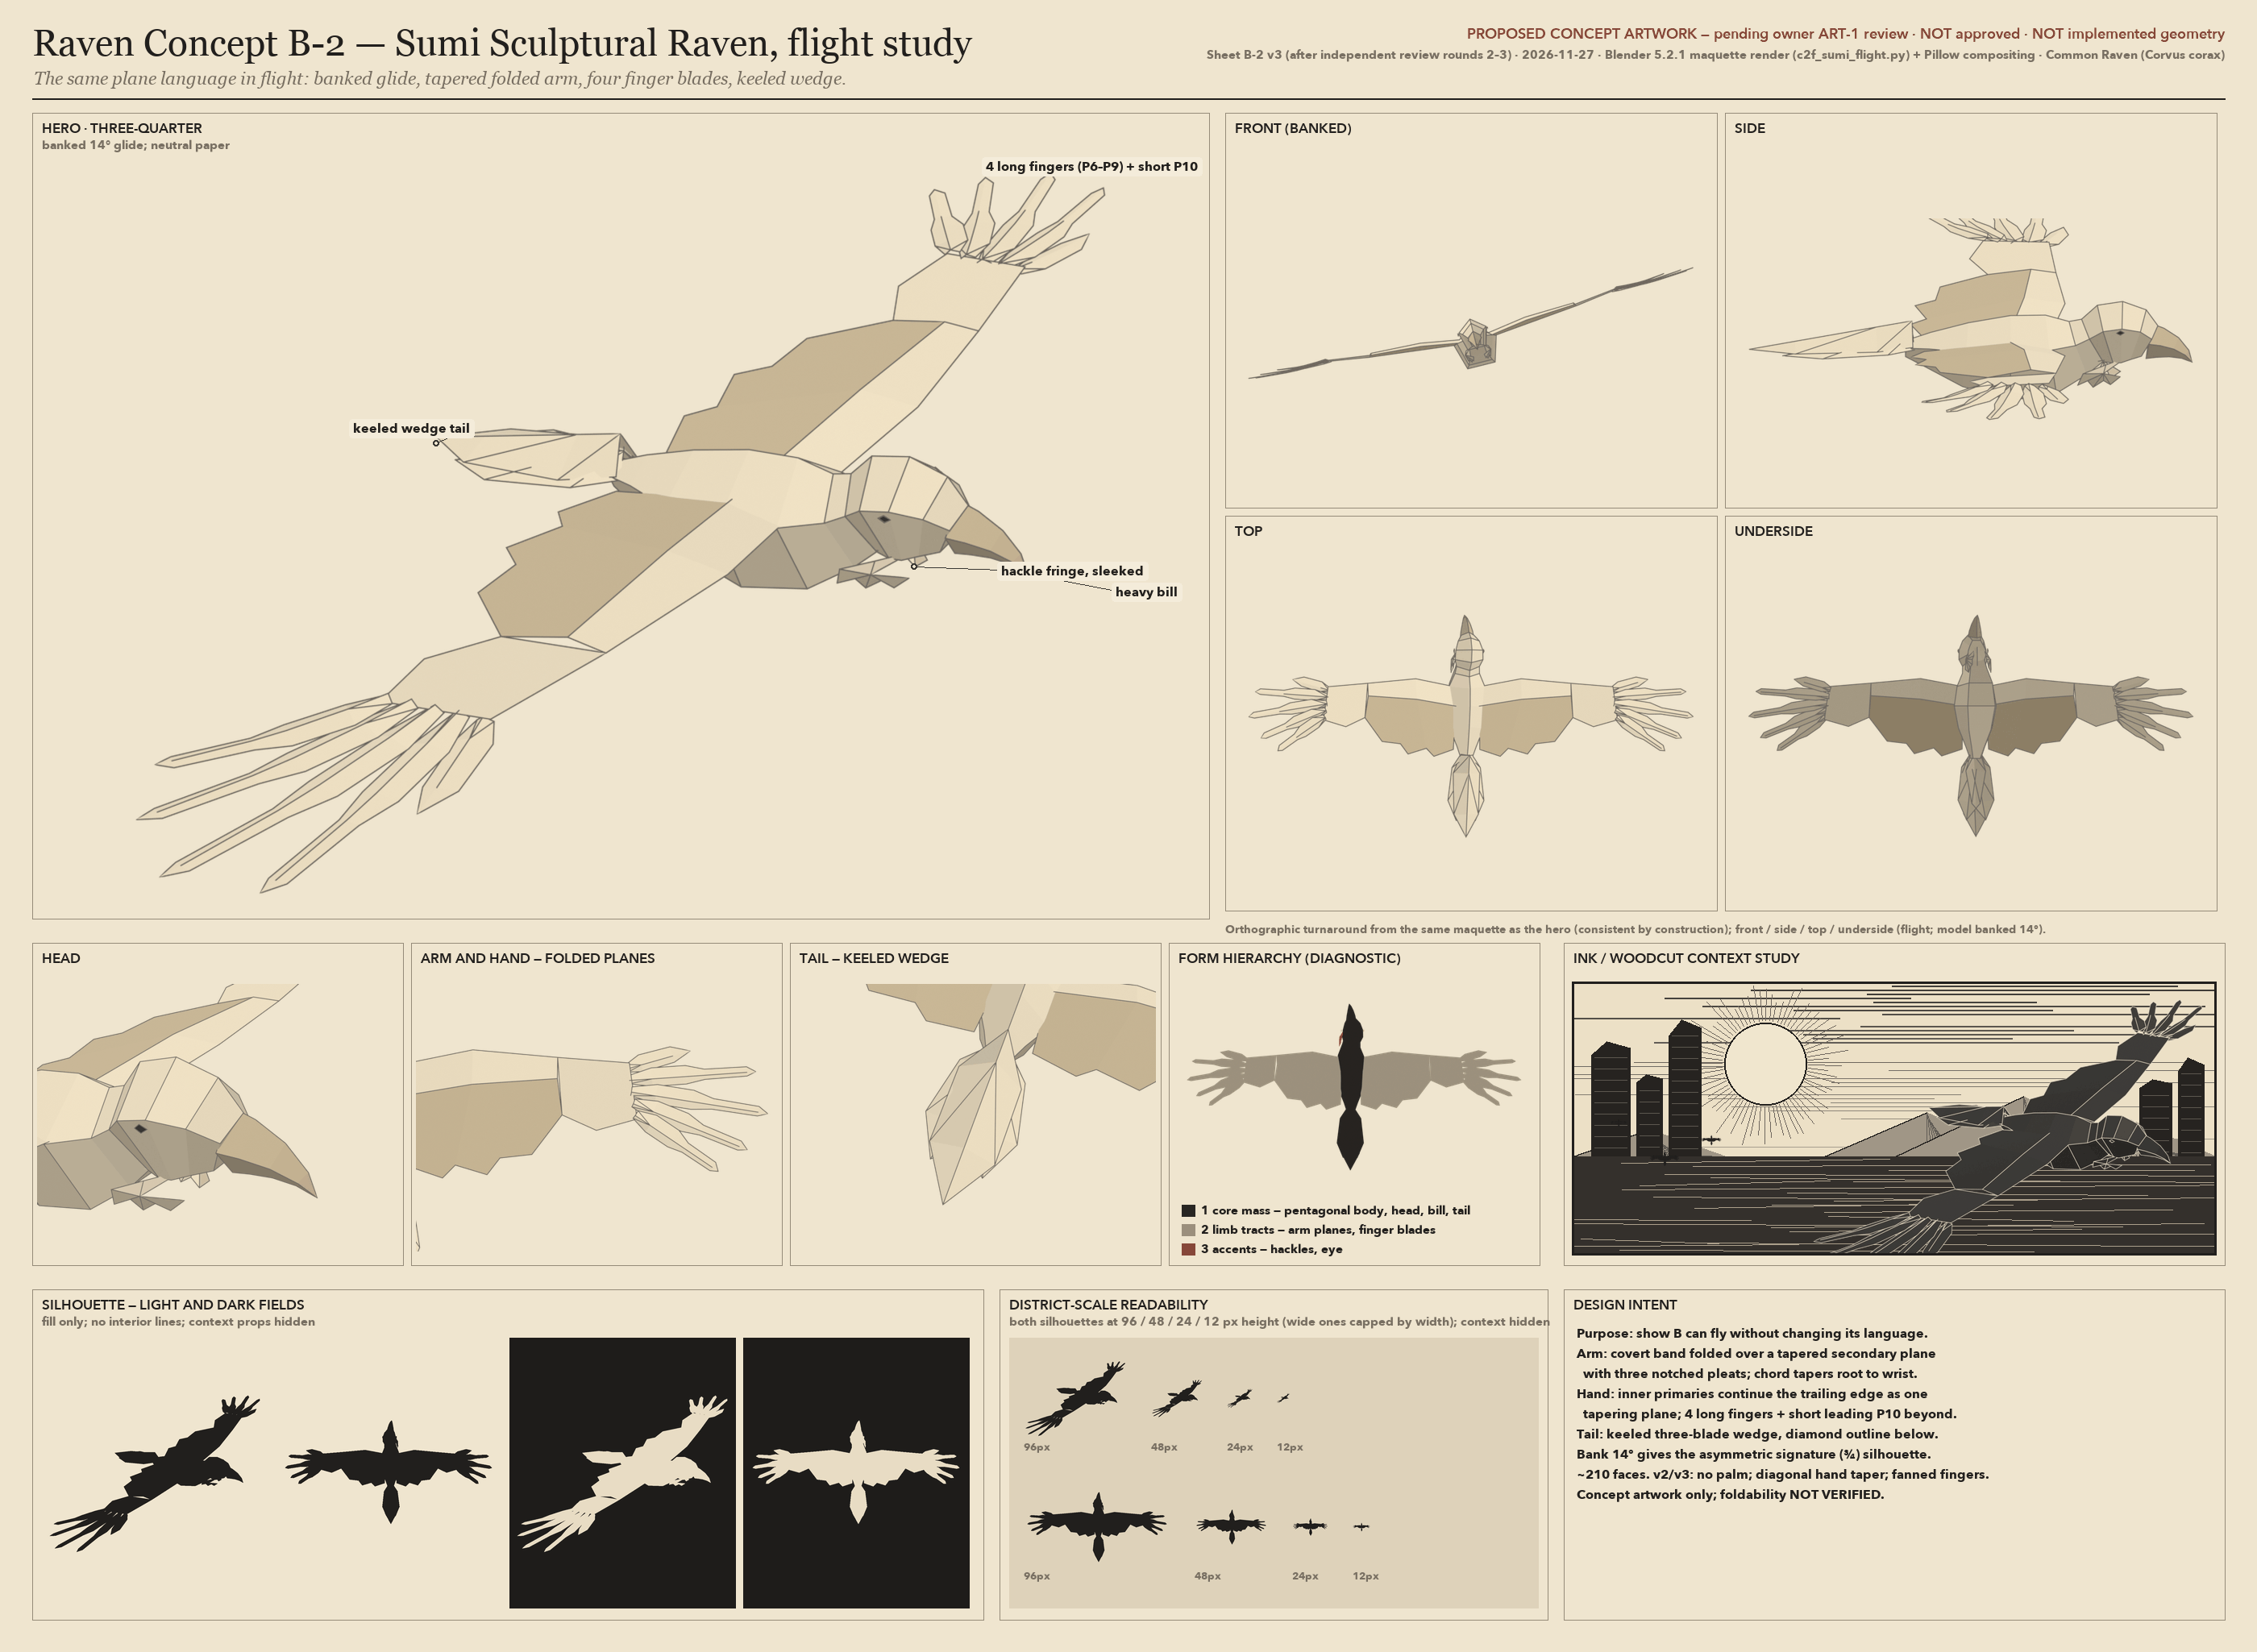 Raven Concept B-2 — Sumi Sculptural Raven, flight study
The same plane language in flight: banked glide, tapered folded arm, four finger blades, keeled wedge.
PROPOSED CONCEPT ARTWORK — pending owner ART-1 review · NOT approved · NOT implemented geometry
Sheet B-2 v3 (after independent review rounds 2-3) · 2026-11-27 · Blender 5.2.1 maquette render (c2f_sumi_flight.py) + Pillow compositing · Common Raven (Corvus corax)
HERO · THREE-QUARTER
banked 14° glide; neutral paper
4 long fingers (P6-P9) + short P10
keeled wedge tail
hackle fringe, sleeked
heavy bill
FRONT (BANKED)
SIDE
TOP
UNDERSIDE
Orthographic turnaround from the same maquette as the hero (consistent by construction); front / side / top / underside (flight; model banked 14°).
HEAD
ARM AND HAND — FOLDED PLANES
TAIL — KEELED WEDGE
FORM HIERARCHY (DIAGNOSTIC)
1 core mass — pentagonal body, head, bill, tail
2 limb tracts — arm planes, finger blades
3 accents — hackles, eye
INK / WOODCUT CONTEXT STUDY
SILHOUETTE — LIGHT AND DARK FIELDS
fill only; no interior lines; context props hidden
DISTRICT-SCALE READABILITY
both silhouettes at 96 / 48 / 24 / 12 px height (wide ones capped by width); context hidden
96px 48px 24px 12px
96px 48px 24px 12px
DESIGN INTENT
Purpose: show B can fly without changing its language.
Arm: covert band folded over a tapered secondary plane
with three notched pleats; chord tapers root to wrist.
Hand: inner primaries continue the trailing edge as one
tapering plane; 4 long fingers + short leading P10 beyond.
Tail: keeled three-blade wedge, diamond outline below.
Bank 14° gives the asymmetric signature (¾) silhouette.
~210 faces. v2/v3: no palm; diagonal hand taper; fanned fingers.
Concept artwork only; foldability NOT VERIFIED.